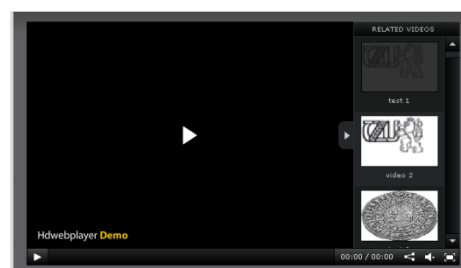 RELATED VIDEOS
test 1
video 2
Hdwebplayer Demo
00:00 / 00:00